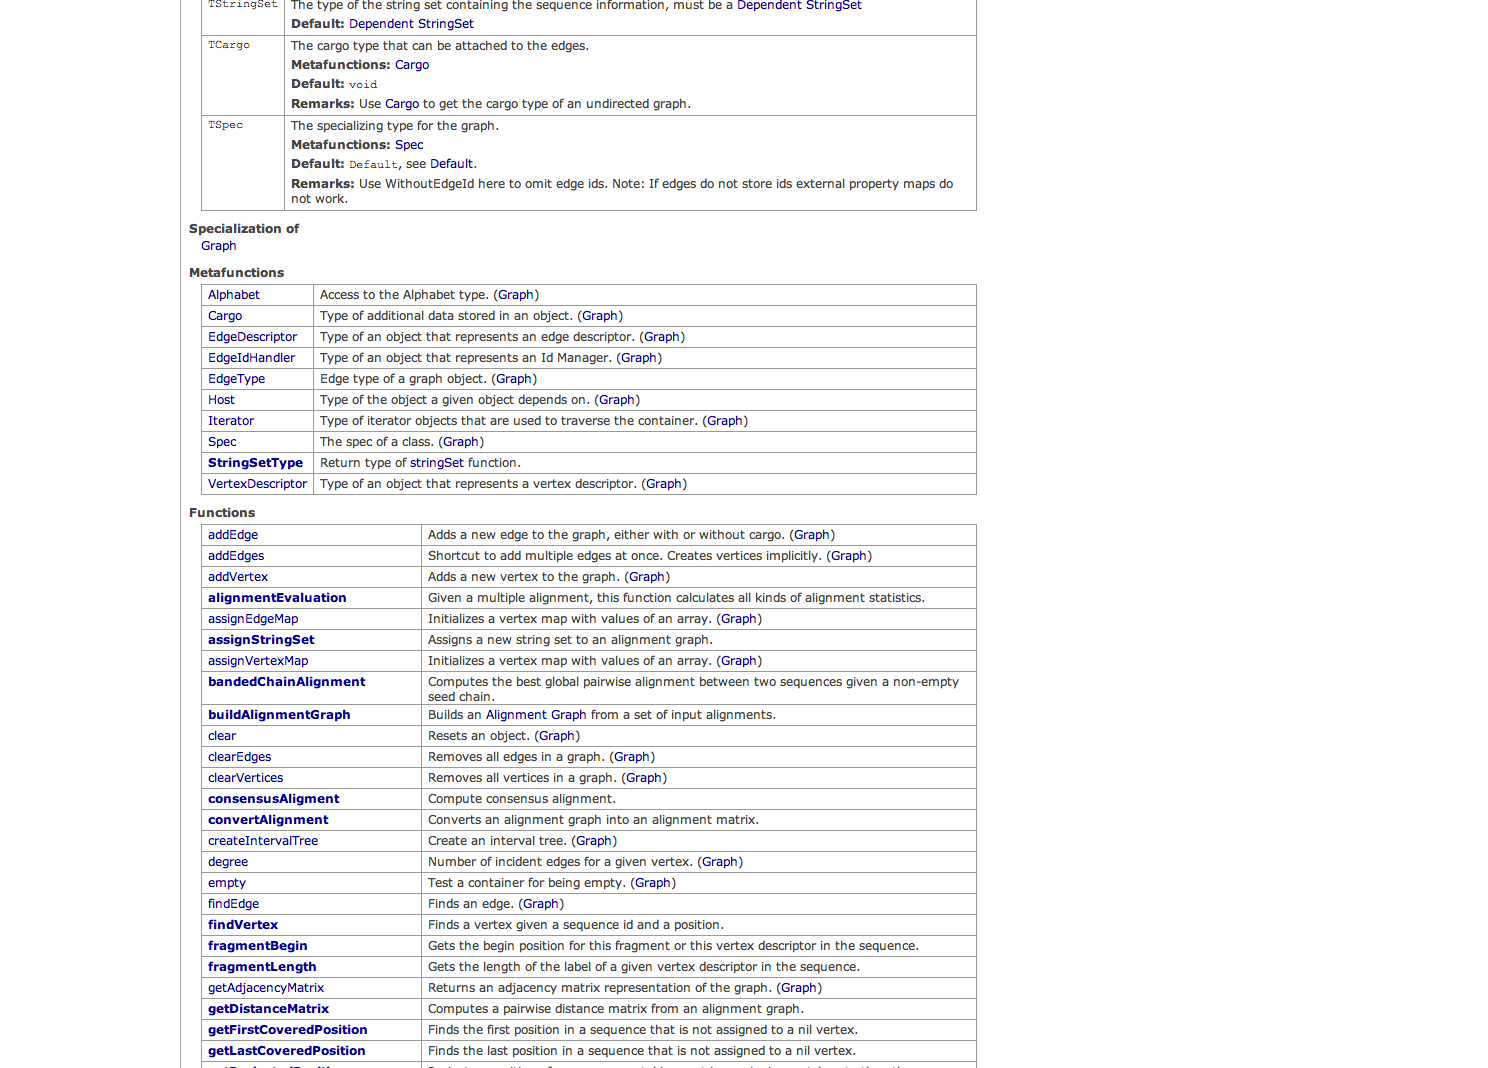 TStringSet The type of the string set containing the sequence information, must be a Dependent StringSet
Default: Dependent StringSet
TCargo The cargo type that can be attached to the edges.
Metafunctions: Cargo
Default: void
Remarks: Use Cargo to get the cargo type of an undirected graph.
TSpec The specializing type for the graph.
Metafunctions: Spec
Default: Default, see Default.
Remarks: Use WithoutEdgeId here to omit edge ids. Note: If edges do not store ids external property maps do
not work.
Specialization of
Graph
Metafunctions
Alphabet Access to the Alphabet type. (Graph)
Cargo Type of additional data stored in an object. (Graph)
EdgeDescriptor Type of an object that represents an edge descriptor. (Graph)
EdgeIdHandler Type of an object that represents an Id Manager. (Graph)
EdgeType Edge type of a graph object. (Graph)
Host Type of the object a given object depends on. (Graph)
Iterator Type of iterator objects that are used to traverse the container. (Graph)
Spec The spec of a class. (Graph)
StringSetType Return type of stringSet function.
VertexDescriptor Type of an object that represents a vertex descriptor. (Graph)
Functions
addEdge Adds a new edge to the graph, either with or without cargo. (Graph)
addEdges Shortcut to add multiple edges at once. Creates vertices implicitly. (Graph)
addVertex Adds a new vertex to the graph. (Graph)
alignmentEvaluation Given a multiple alignment, this function calculates all kinds of alignment statistics.
assignEdgeMap Initializes a vertex map with values of an array. (Graph)
assignStringSet Assigns a new string set to an alignment graph.
assignVertexMap Initializes a vertex map with values of an array. (Graph)
bandedChainAlignment Computes the best global pairwise alignment between two sequences given a non-empty
seed chain.
buildAlignmentGraph Builds an Alignment Graph from a set of input alignments.
clear Resets an object. (Graph)
clearEdges Removes all edges in a graph. (Graph)
clearVertices Removes all vertices in a graph. (Graph)
consensusAligment Compute consensus alignment.
convertAlignment Converts an alignment graph into an alignment matrix.
createIntervalTree Create an interval tree. (Graph)
degree Number of incident edges for a given vertex. (Graph)
empty Test a container for being empty. (Graph)
findEdge Finds an edge. (Graph)
findVertex Finds a vertex given a sequence id and a position.
fragmentBegin Gets the begin position for this fragment or this vertex descriptor in the sequence.
fragmentLength Gets the length of the label of a given vertex descriptor in the sequence.
getAdjacencyMatrix Returns an adjacency matrix representation of the graph. (Graph)
getDistanceMatrix Computes a pairwise distance matrix from an alignment graph.
getFirstCoveredPosition Finds the first position in a sequence that is not assigned to a nil vertex.
getLastCoveredPosition Finds the last position in a sequence that is not assigned to a nil vertex.